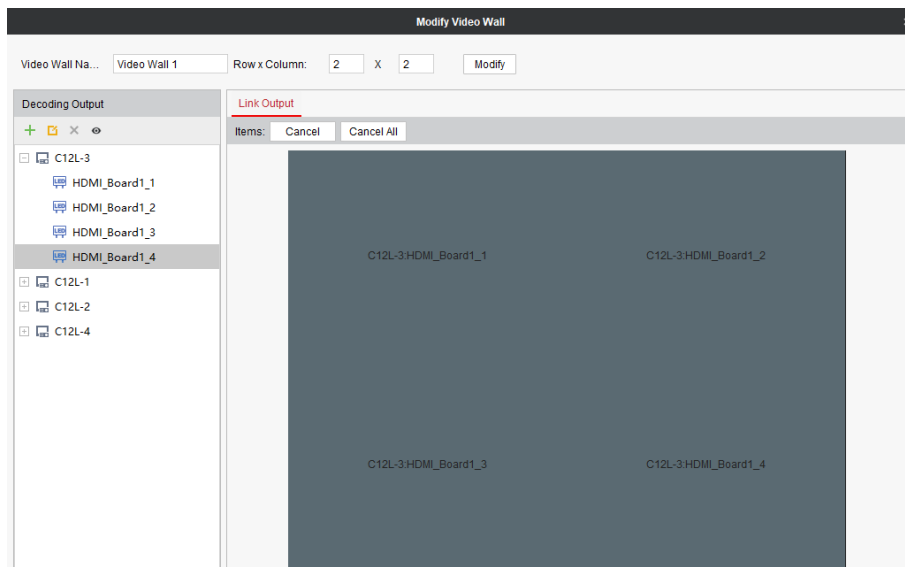 Modify Video Wall
Video Wall Na... Video Wall 1 Row x Column: 2 X 2 Modify
Decoding Output
Link Output
Items: Cancel Cancel All
C12L-3
HDMI_Board1_1
HDMI_Board1_2
HDMI_Board1_3
HDMI_Board1_4
C12L-1
C12L-2
C12L-4
C12L-3:HDMI_Board1_1 C12L-3:HDMI_Board1_2
C12L-3:HDMI_Board1_3 C12L-3:HDMI_Board1_4